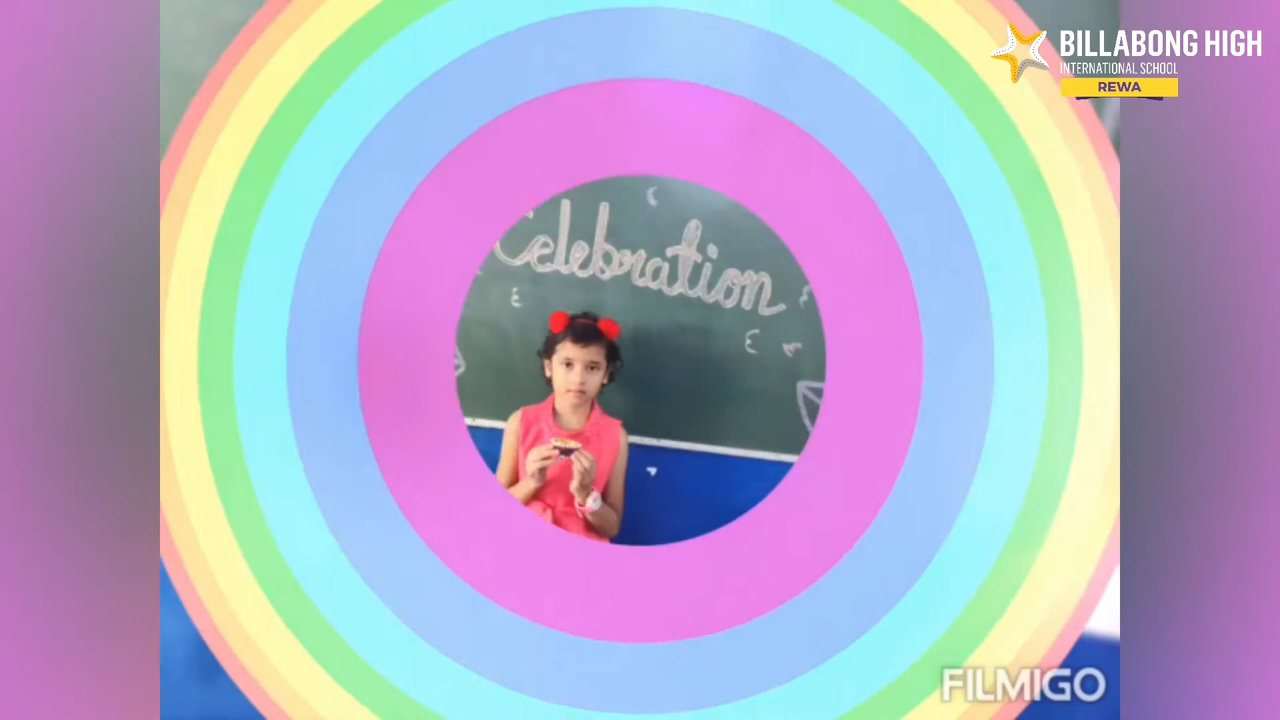 BILLABONG HIGH
INTERNATIONAL SCHOOL
REWA
Celebration
FILMIGO